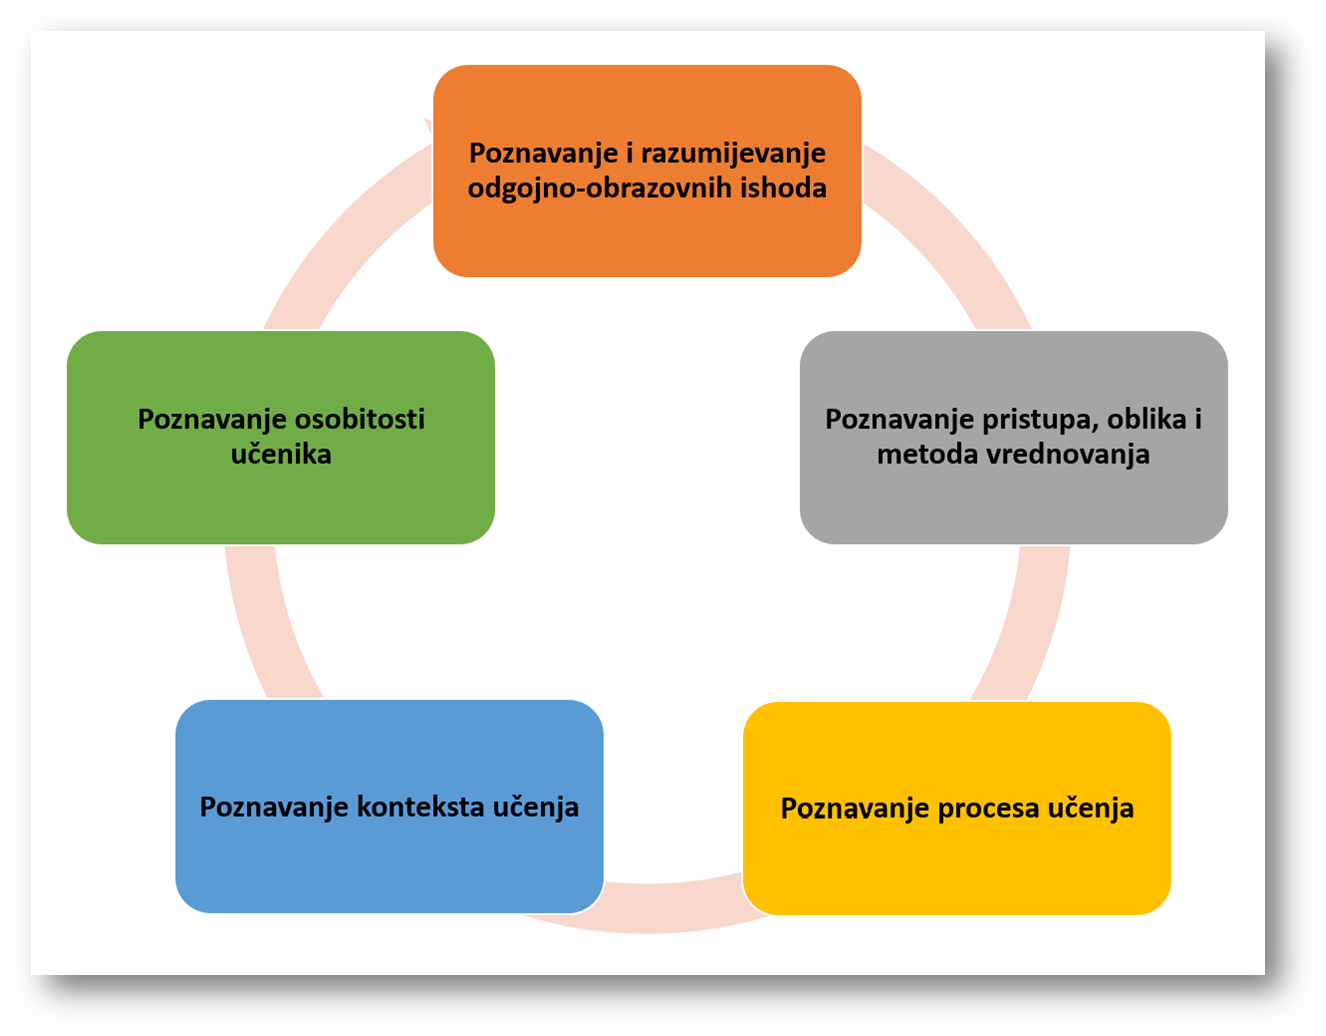 Poznavanje i razumijevanje
odgojno-obrazovnih ishoda
Poznavanje osobitosti
učenika
Poznavanje pristupa, oblika i
metoda vrednovanja
Poznavanje konteksta učenja
Poznavanje procesa učenja